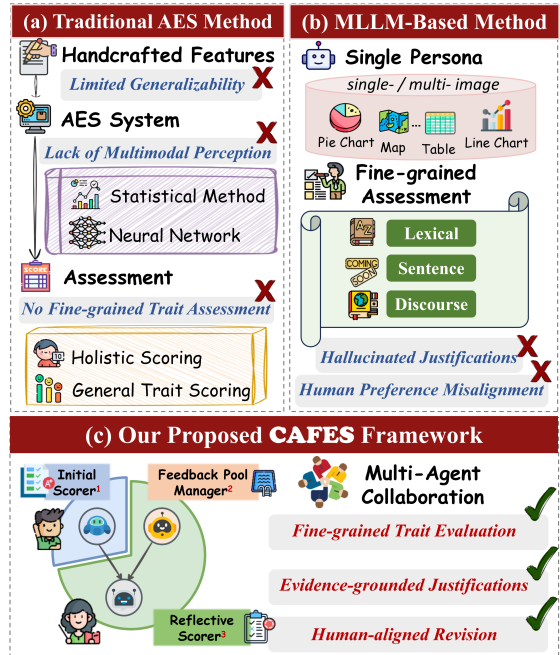 (a) Traditional AES Method
Handcrafted Features
Limited Generalizability
X
AES System
X
Lack of Multimodal Perception
Statistical Method
Neural Network
SCORE
Assessment
X
No Fine-grained Trait Assessment
10
Holistic Scoring
General Trait Scoring
(b) MLLM-Based Method
Single Persona
single-/ multi- image
Pie Chart
Map
...
Table
Line Chart
Fine-grained
Assessment
AZ
Lexical
COMING
SOON
Sentence
Discourse
Hallucinated Justifications
X
Human Preference Misalignment
X
(c) Our Proposed CAFES Framework
A+
Initial
Scorer1
Feedback Pool
Manager2
Reflective
Scorer3
Multi-Agent
Collaboration
Fine-grained Trait Evaluation
Evidence-grounded Justifications
Human-aligned Revision